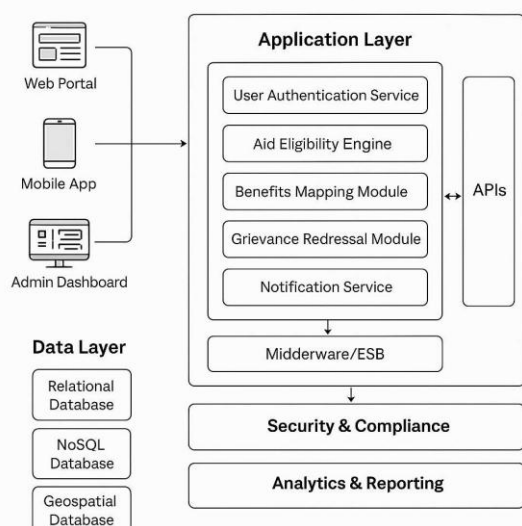 Web Portal
Mobile App
Admin Dashboard
Application Layer
User Authentication Service
Aid Eligibility Engine
Benefits Mapping Module
Grievance Redressal Module
Notification Service
APIs
Midderware/ESB
Data Layer
Relational
Database
NoSQL
Database
Geospatial
Database
Security & Compliance
Analytics & Reporting